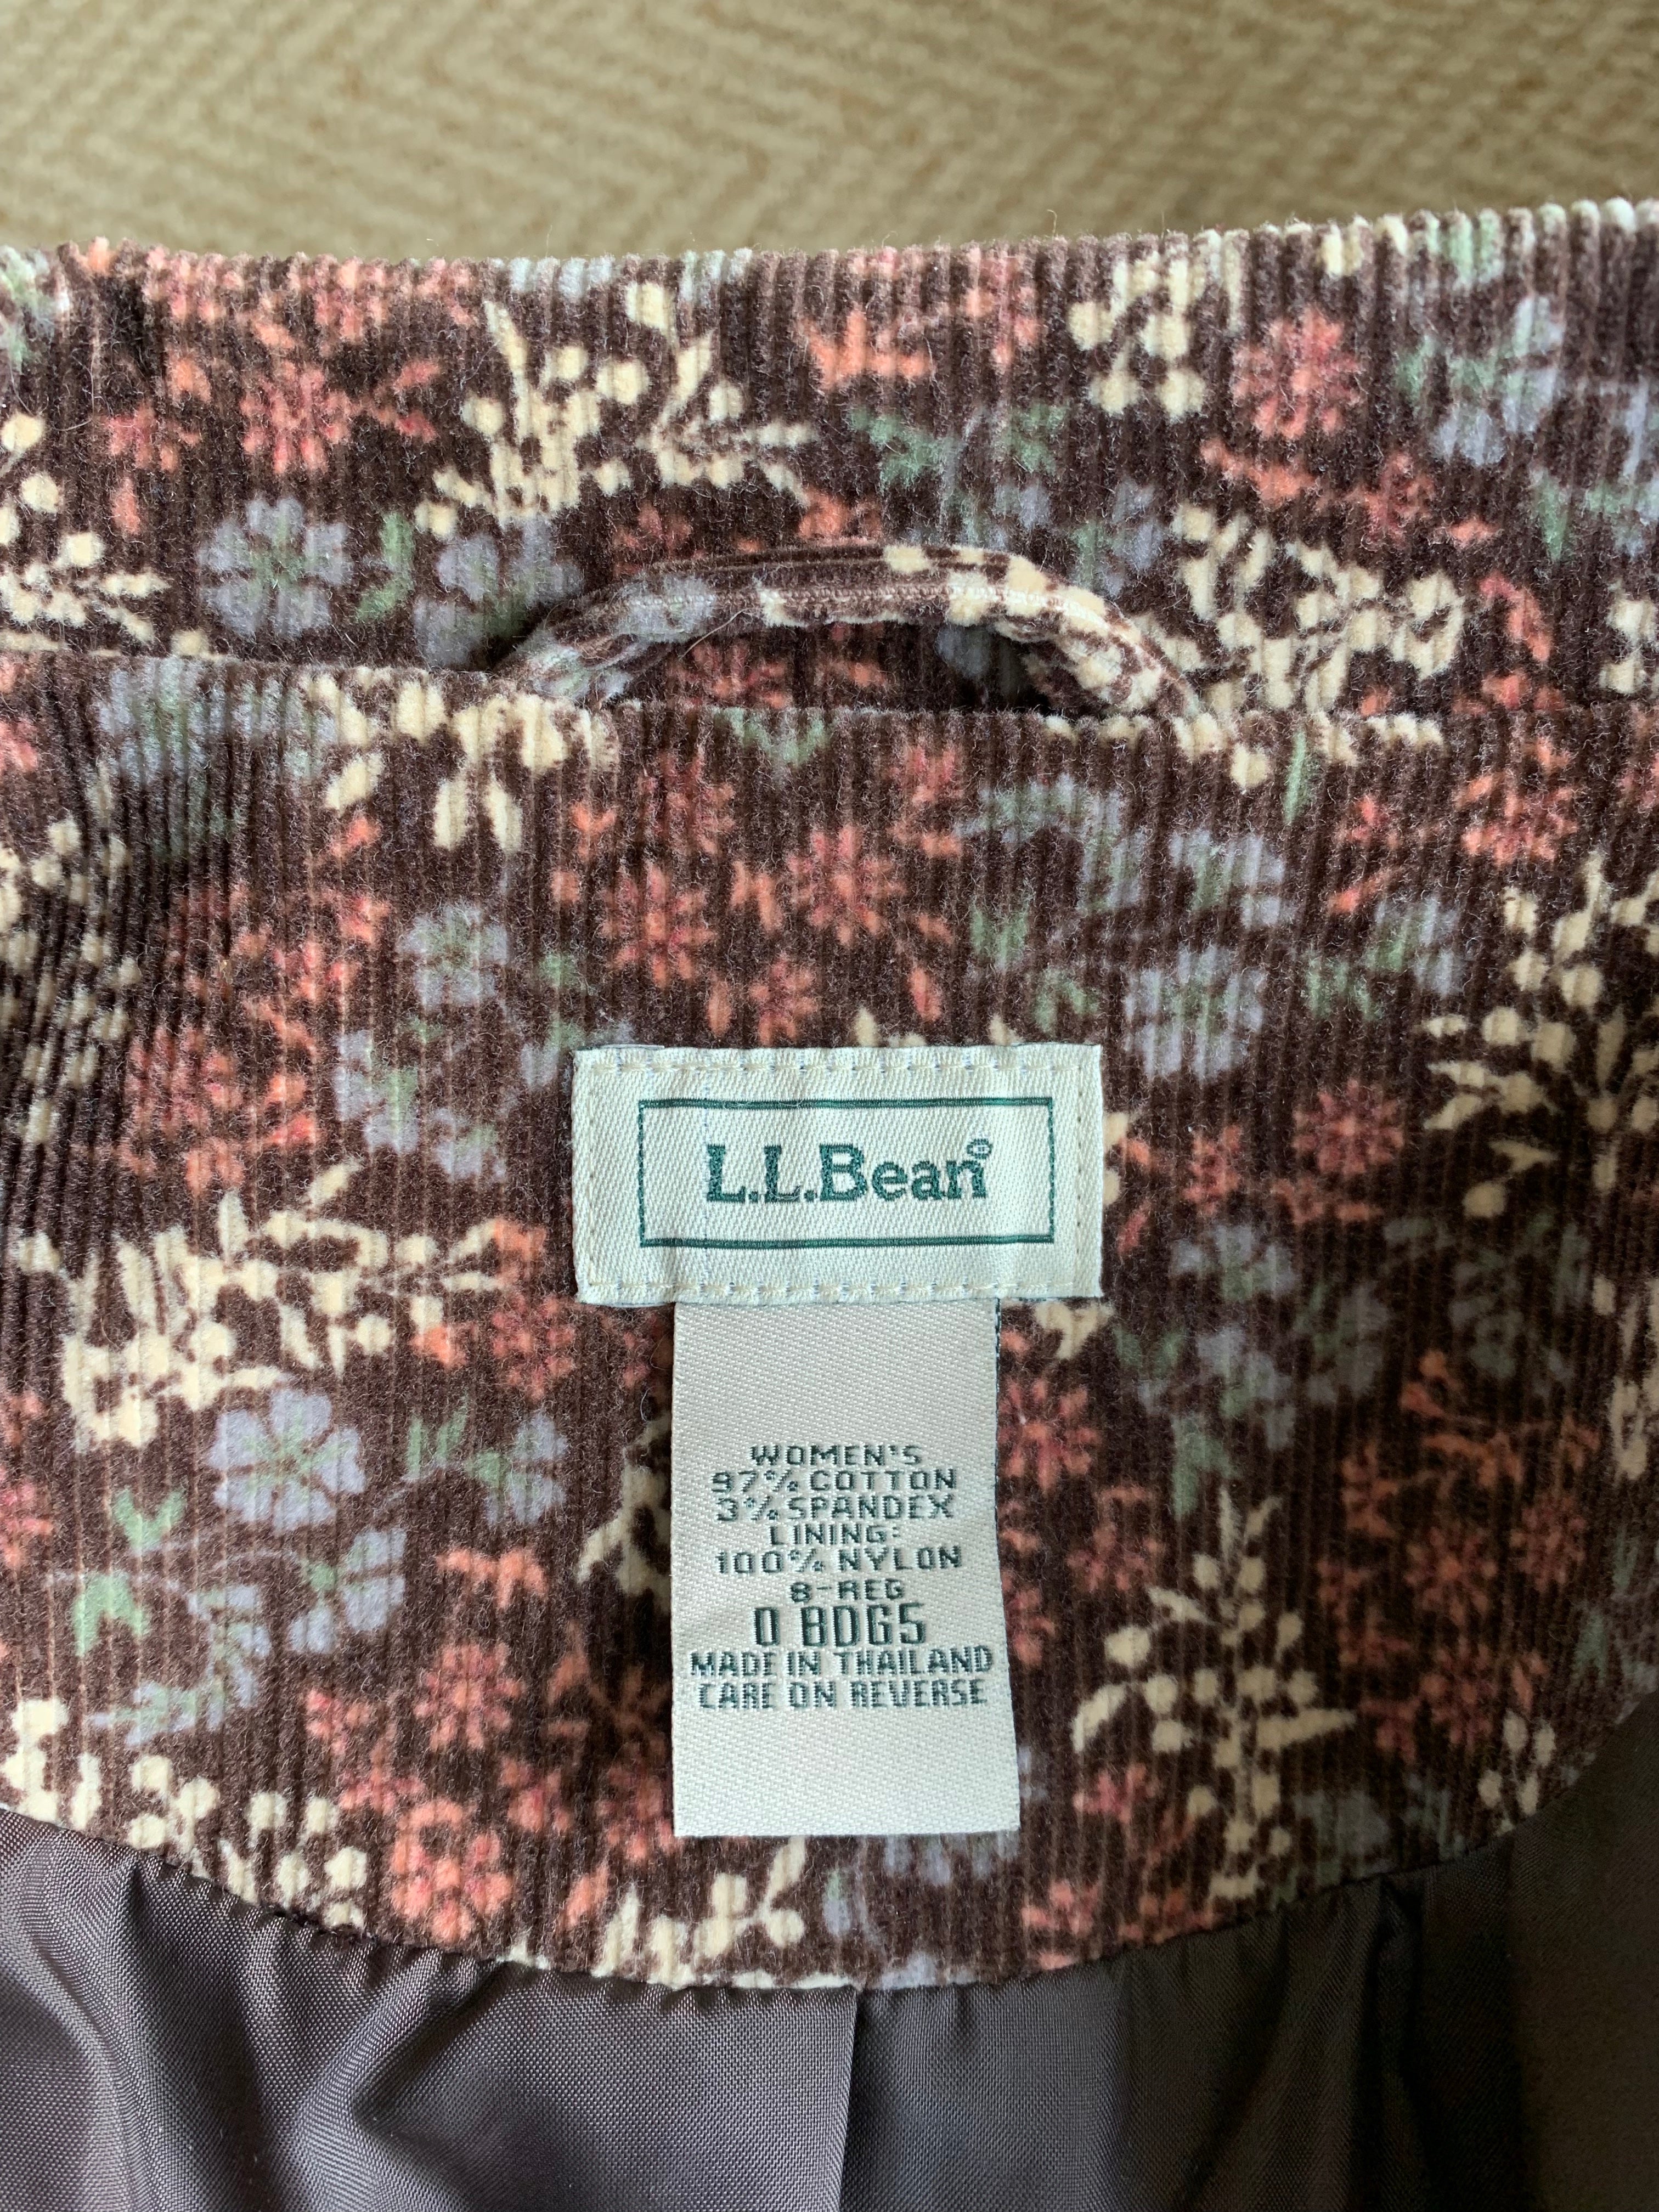 L.L.Bean®
WOMEN'S
97% COTTON
3% SPANDEX
LINING:
100% NYLON
8-REG
0 BDG5
MADE IN THAILAND
CARE ON REVERSE